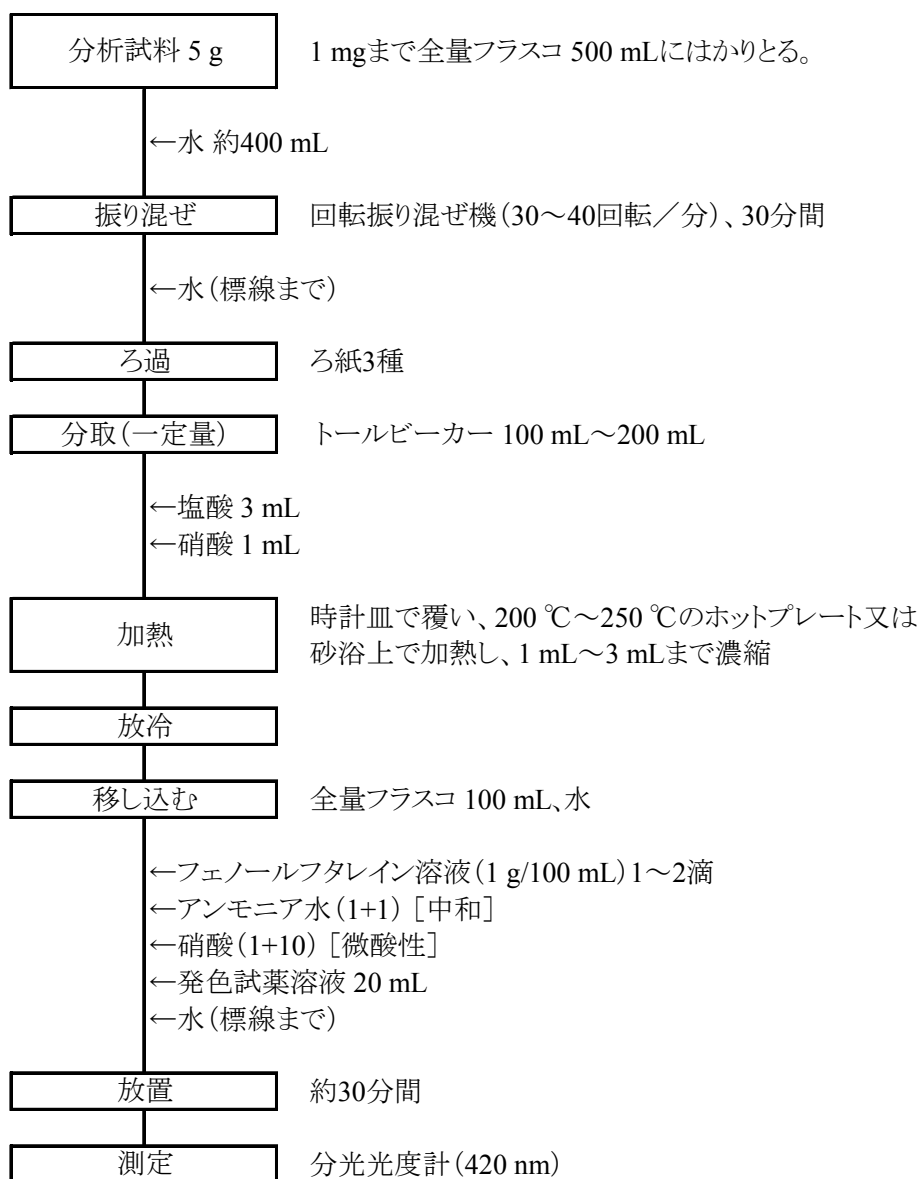 分析試料 5 g
1 mgまで全量フラスコ 500 mLにはかりとる。
←水 約400 mL
振り混ぜ
回転振り混ぜ機(30～40回転／分)、30分間
←水(標線まで)
ろ過
ろ紙3種
分取(一定量)
トールビーカー 100 mL～200 mL
←塩酸 3 mL
←硝酸 1 mL
加熱
時計皿で覆い、200 ℃～250 ℃のホットプレート又は
砂浴上で加熱し、1 mL～3 mLまで濃縮
放冷
移し込む
全量フラスコ 100 mL、水
←フェノールフタレイン溶液(1 g/100 mL)1～2滴
←アンモニア水(1+1)［中和］
←硝酸(1+10)［微酸性］
←発色試薬溶液 20 mL
←水(標線まで)
放置
約30分間
測定
分光光度計(420 nm)